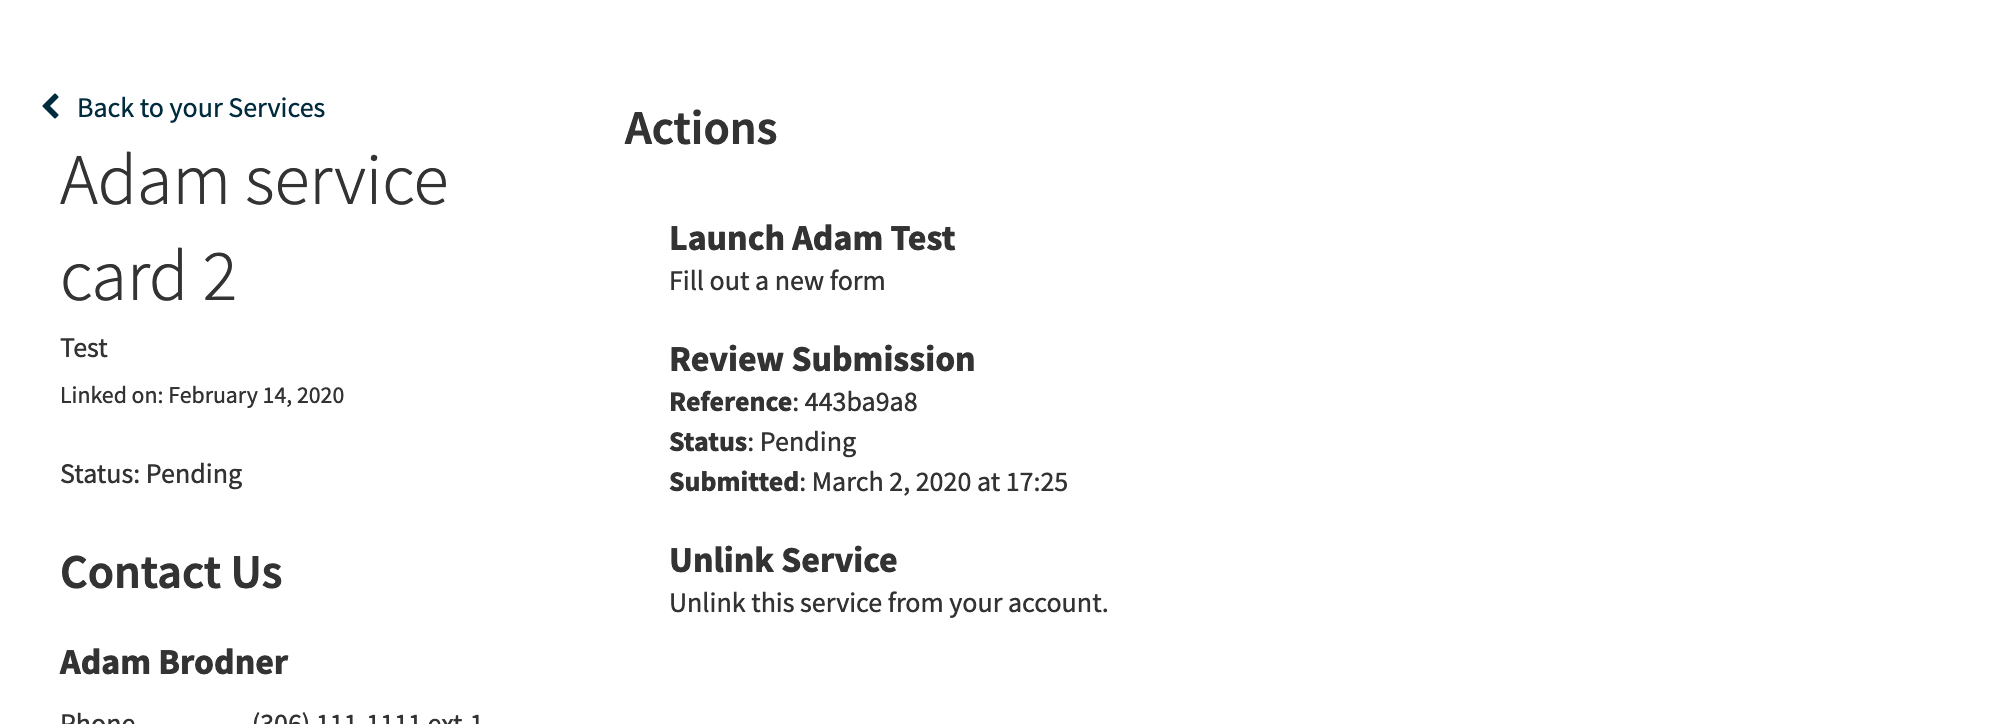 Back to your Services
Adam service
card 2
Test
Linked on: February 14, 2020
Status: Pending
Contact Us
Adam Brodner
Phone (306) 111-1111 ext 1
Actions
Launch Adam Test
Fill out a new form
Review Submission
Reference: 443ba9a8
Status: Pending
Submitted: March 2, 2020 at 17:25
Unlink Service
Unlink this service from your account.